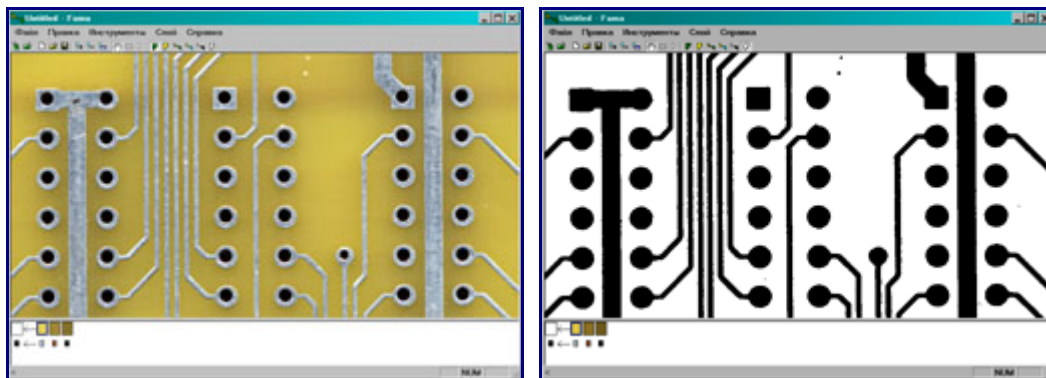 Untitled - Fama
Файл Правка Инструменты Слой Справка
NUM
Untitled - Fama
Файл Правка Инструменты Слой Справка
NUM